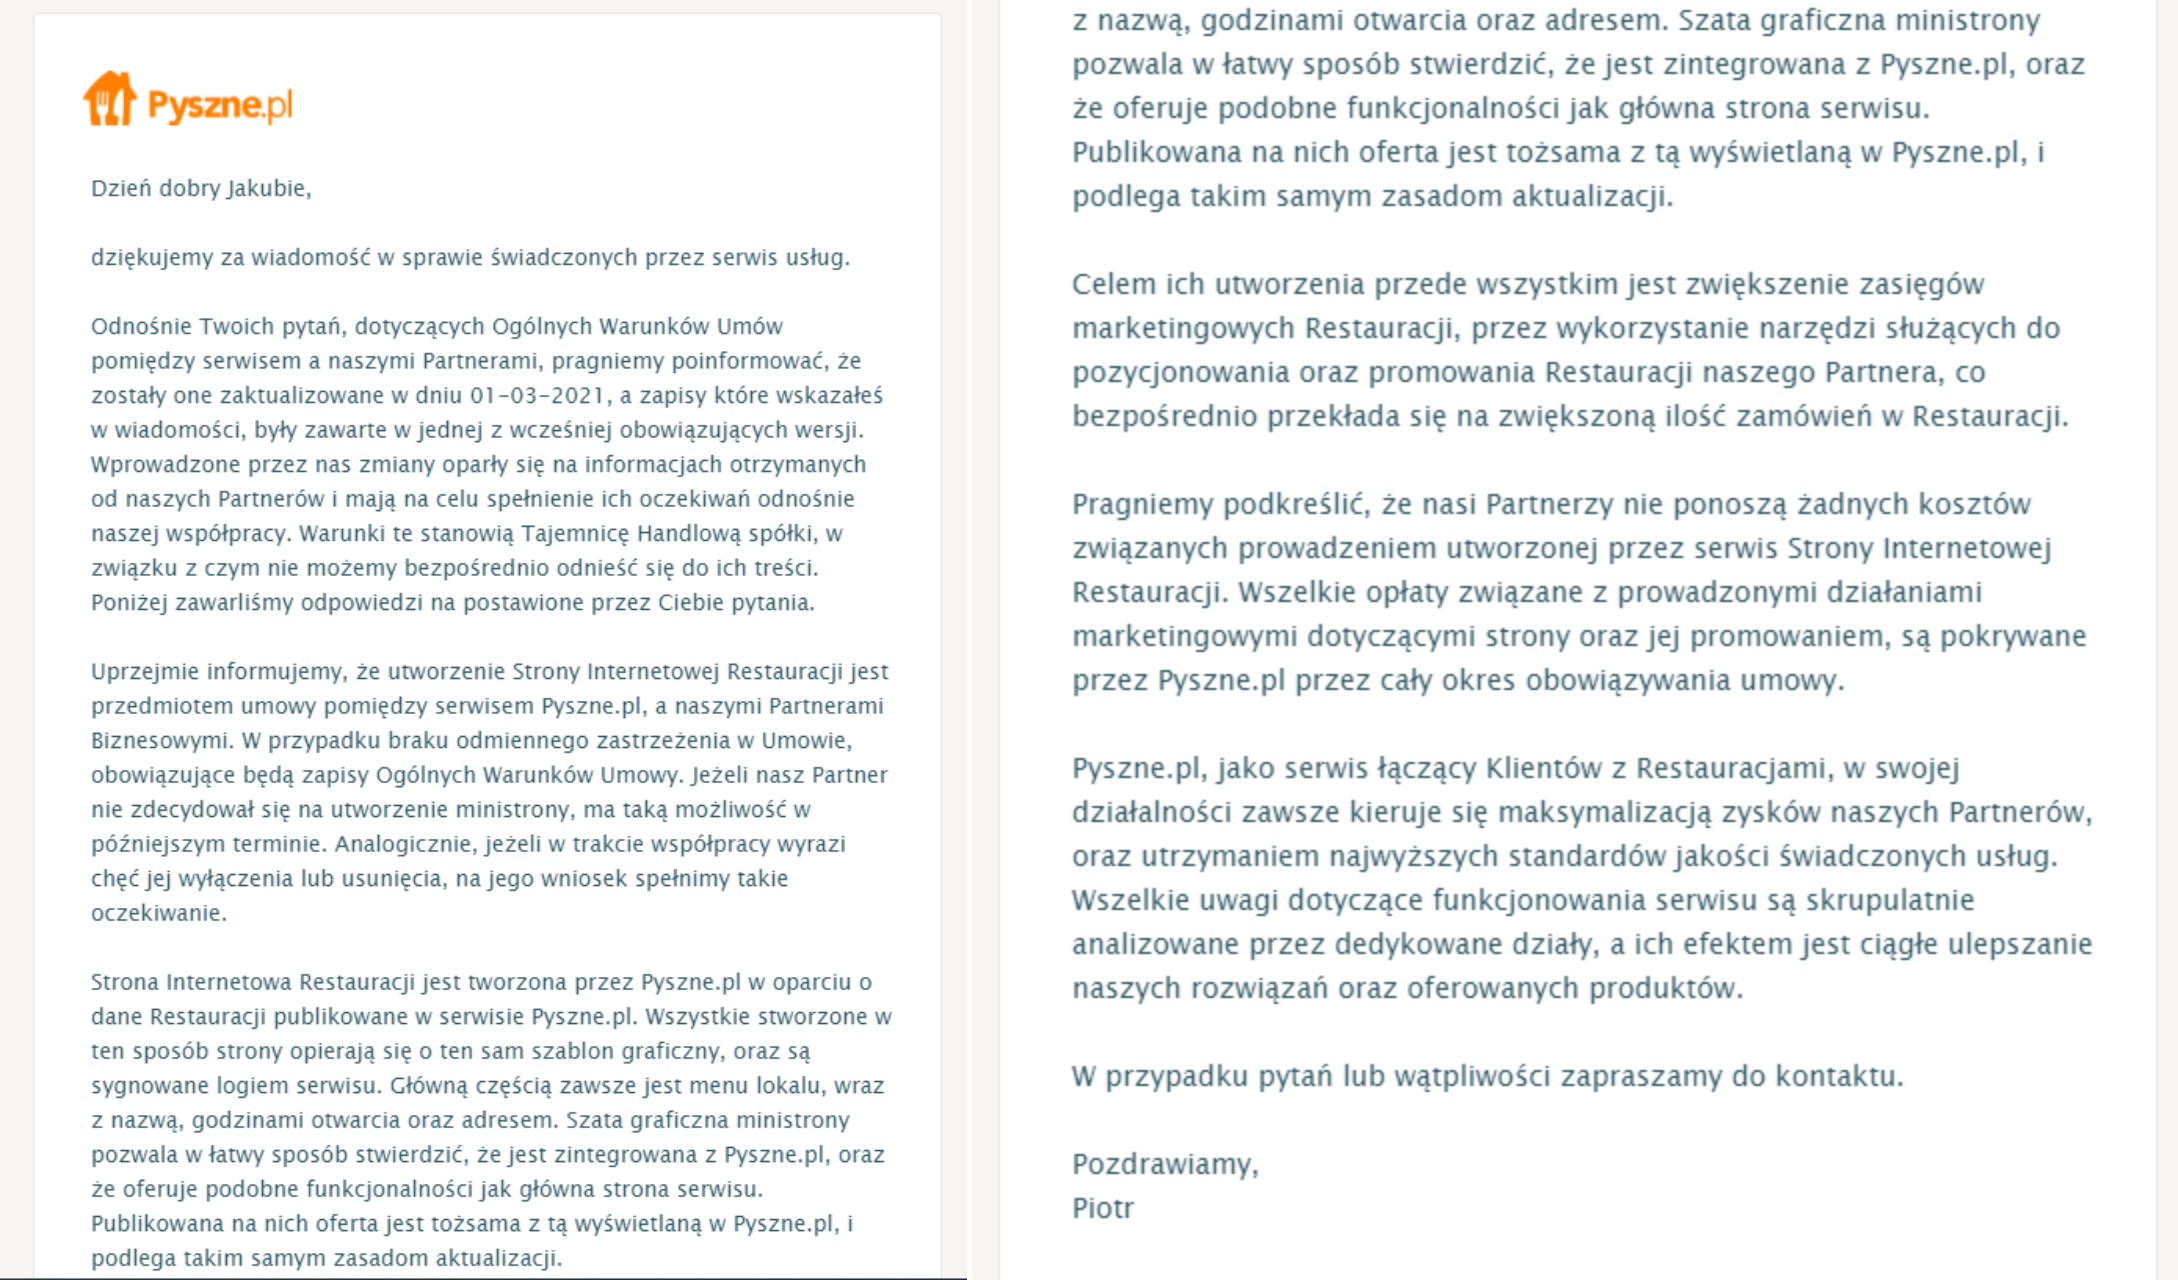 Pyszne.pl
Dzień dobry Jakubie,
dziękujemy za wiadomość w sprawie świadczonych przez serwis usług.
Odnośnie Twoich pytań, dotyczących Ogólnych Warunków Umów
pomiędzy serwisem a naszymi Partnerami, pragniemy poinformować, że
zostały one zaktualizowane w dniu 01-03-2021, a zapisy które wskazałeś
w wiadomości, były zawarte w jednej z wcześniej obowiązujących wersji.
Wprowadzone przez nas zmiany oparły się na informacjach otrzymanych
od naszych Partnerów i mają na celu spełnienie ich oczekiwań odnośnie
naszej współpracy. Warunki te stanowią Tajemnicę Handlową spółki, w
związku z czym nie możemy bezpośrednio odnieść się do ich treści.
Poniżej zawarliśmy odpowiedzi na postawione przez Ciebie pytania.
Uprzejmie informujemy, że utworzenie Strony Internetowej Restauracji jest
przedmiotem umowy pomiędzy serwisem Pyszne.pl, a naszymi Partnerami
Biznesowymi. W przypadku braku odmiennego zastrzeżenia w Umowie,
obowiązujące będą zapisy Ogólnych Warunków Umowy. Jeżeli nasz Partner
nie zdecydował się na utworzenie ministrony, ma taką możliwość w
późniejszym terminie. Analogicznie, jeżeli w trakcie współpracy wyrazi
chęć jej wyłączenia lub usunięcia, na jego wniosek spełnimy takie
oczekiwanie.
Strona Internetowa Restauracji jest tworzona przez Pyszne.pl w oparciu o
dane Restauracji publikowane w serwisie Pyszne.pl. Wszystkie stworzone w
ten sposób strony opierają się o ten sam szablon graficzny, oraz są
sygnowane logiem serwisu. Główną częścią zawsze jest menu lokalu, wraz
z nazwą, godzinami otwarcia oraz adresem. Szata graficzna ministrony
pozwala w łatwy sposób stwierdzić, że jest zintegrowana z Pyszne.pl, oraz
że oferuje podobne funkcjonalności jak główna strona serwisu.
Publikowana na nich oferta jest tożsama z tą wyświetlaną w Pyszne.pl, i
podlega takim samym zasadom aktualizacji.
z nazwą, godzinami otwarcia oraz adresem. Szata graficzna ministrony
pozwala w łatwy sposób stwierdzić, że jest zintegrowana z Pyszne.pl, oraz
że oferuje podobne funkcjonalności jak główna strona serwisu.
Publikowana na nich oferta jest tożsama z tą wyświetlaną w Pyszne.pl, i
podlega takim samym zasadom aktualizacji.
Celem ich utworzenia przede wszystkim jest zwiększenie zasięgów
marketingowych Restauracji, przez wykorzystanie narzędzi służących do
pozycjonowania oraz promowania Restauracji naszego Partnera, co
bezpośrednio przekłada się na zwiększoną ilość zamówień w Restauracji.
Pragniemy podkreślić, że nasi Partnerzy nie ponoszą żadnych kosztów
związanych prowadzeniem utworzonej przez serwis Strony Internetowej
Restauracji. Wszelkie opłaty związane z prowadzonymi działaniami
marketingowymi dotyczącymi strony oraz jej promowaniem, są pokrywane
przez Pyszne.pl przez cały okres obowiązywania umowy.
Pyszne.pl, jako serwis łączący Klientów z Restauracjami, w swojej
działalności zawsze kieruje się maksymalizacją zysków naszych Partnerów,
oraz utrzymaniem najwyższych standardów jakości świadczonych usług.
Wszelkie uwagi dotyczące funkcjonowania serwisu są skrupulatnie
analizowane przez dedykowane działy, a ich efektem jest ciągłe ulepszanie
naszych rozwiązań oraz oferowanych produktów.
W przypadku pytań lub wątpliwości zapraszamy do kontaktu.
Pozdrawiamy,
Piotr